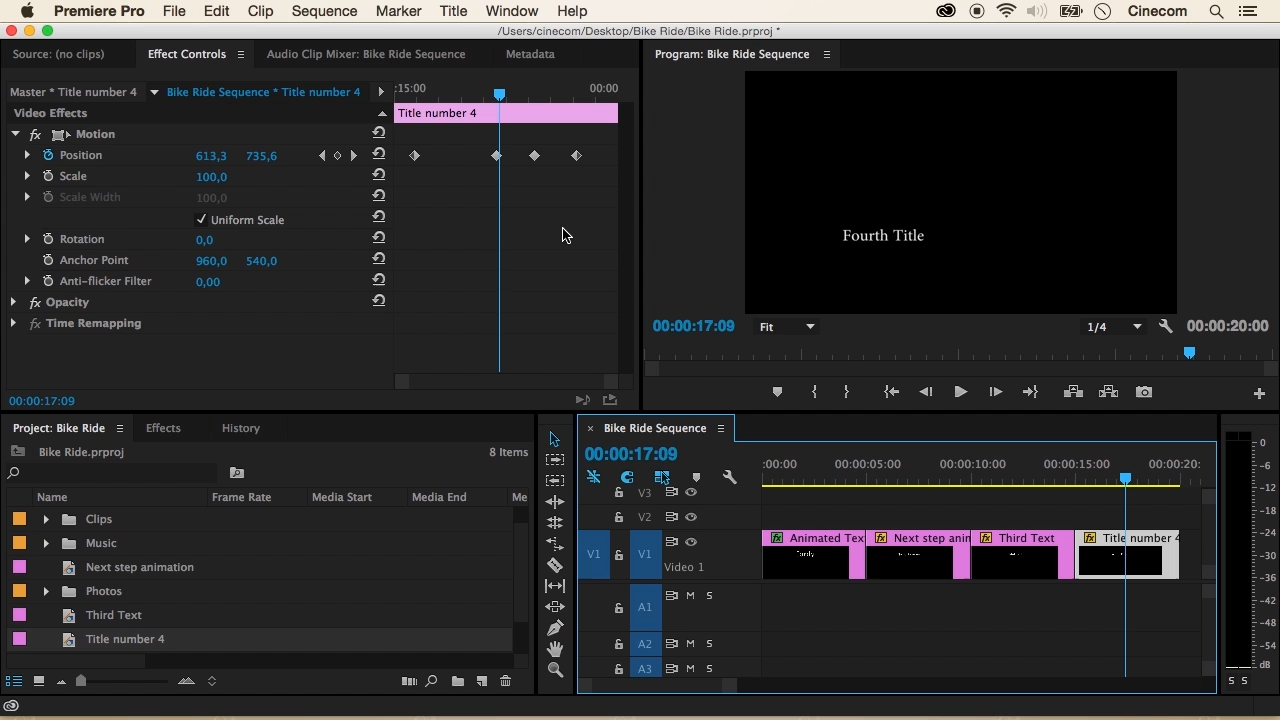 Premiere Pro File Edit Clip Sequence Marker Title Window Help Cinecom
/Users/cinecom/Desktop/Bike Ride/Bike Ride.prproj *
Source: (no clips) Effect Controls Audio Clip Mixer: Bike Ride Sequence Metadata
Master * Title number 4 Bike Ride Sequence * Title number 4
:15:00 00:00
Video Effects
Title number 4
fx Motion
Position 613,3 735,6
Scale 100,0
Scale Width 100,0
Uniform Scale
Rotation 0,0
Anchor Point 960,0 540,0
Anti-flicker Filter 0,00
fx Opacity
fx Time Remapping
00:00:17:09
Program: Bike Ride Sequence
Fourth Title
00:00:17:09 Fit 1/4 00:00:20:00
Project: Bike Ride Effects History
Bike Ride.prproj 8 Items
Name Frame Rate Media Start Media End Me
Clips
Music
Next step animation
Photos
Third Text
Title number 4
× Bike Ride Sequence
00:00:17:09
:00:00 00:00:05:00 00:00:10:00 00:00:15:00 00:00:20:
V3
V2
V1 V1 Video 1
fx Animated Tex fx Next step anim fx Third Text fx Title number 4
A1 M S
A2 M S
A3 M S
0
-6
-12
-18
-24
-30
-36
-42
-48
-54
dB
S S